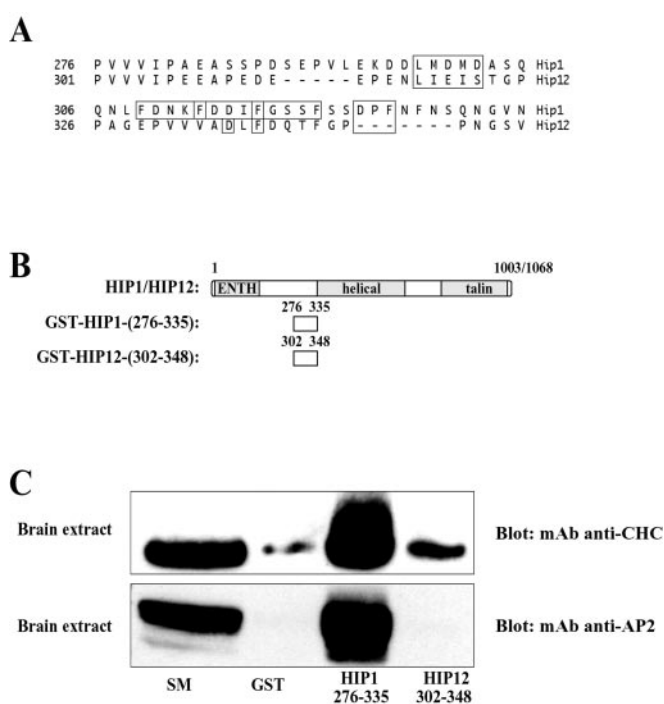 A
276 P V V V I P A E A S S P D S E P V L E K D D L M D M D A S Q Hip1
301 P V V V I P E E A P E D E - - - - - E P E N L I E I S T G P Hip12
306 Q N L F D N K F D D I F G S S F S S D P F N F N S Q N G V N Hip1
326 P A G E P V V V A D L F D Q T F G P - - - - - - - P N G S V Hip12
B
1 1003/1068
HIP1/HIP12: ENTH helical talin
276 335
GST-HIP1-(276-335):
302 348
GST-HIP12-(302-348):
C
Brain extract Blot: mAb anti-CHC
Brain extract Blot: mAb anti-AP2
SM GST HIP1 HIP12
276-335 302-348